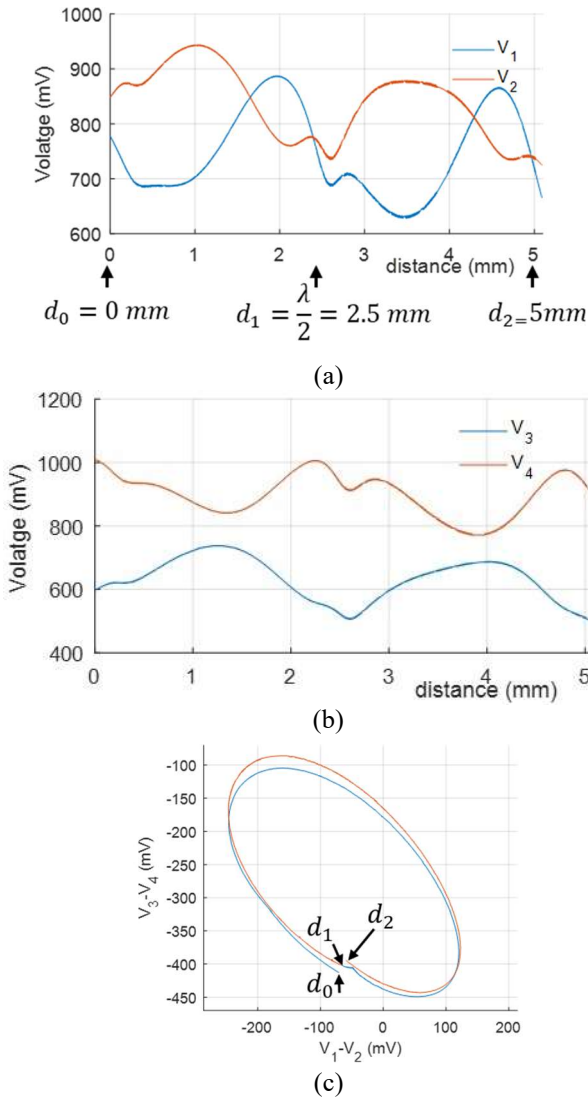 1000
900
800
700
600
Volatge (mV)
V1
V2
0 1 2 3 4 5
distance (mm)
d0 = 0 mm
d1 = λ/2 = 2.5 mm
d2=5mm
(a)
1200
1000
800
600
400
Volatge (mV)
V3
V4
0 1 2 3 4 5
distance (mm)
(b)
-100
-150
-200
-250
-300
-350
-400
-450
V3-V4 (mV)
d1
d2
d0
-200 -100 0 100 200
V1-V2 (mV)
(c)